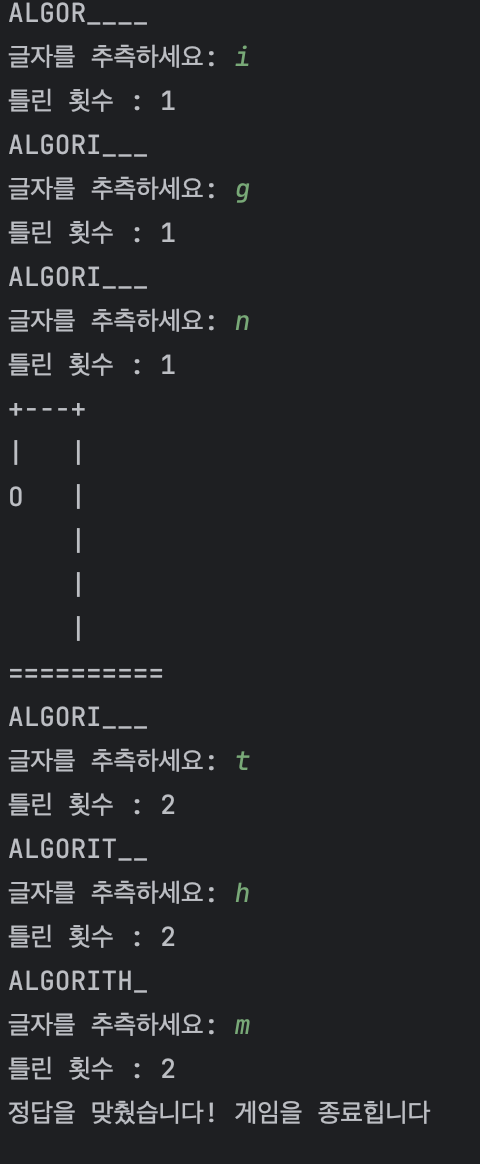 ALGOR____
글자를 추측하세요: i
틀린 횟수 : 1
ALGORI___
글자를 추측하세요: g
틀린 횟수 : 1
ALGORI___
글자를 추측하세요: n
틀린 횟수 : 1
+---+
|   |
O   |
    |
    |
    |
==========
ALGORI___
글자를 추측하세요: t
틀린 횟수 : 2
ALGORIT__
글자를 추측하세요: h
틀린 횟수 : 2
ALGORITH_
글자를 추측하세요: m
틀린 횟수 : 2
정답을 맞췄습니다! 게임을 종료힙니다